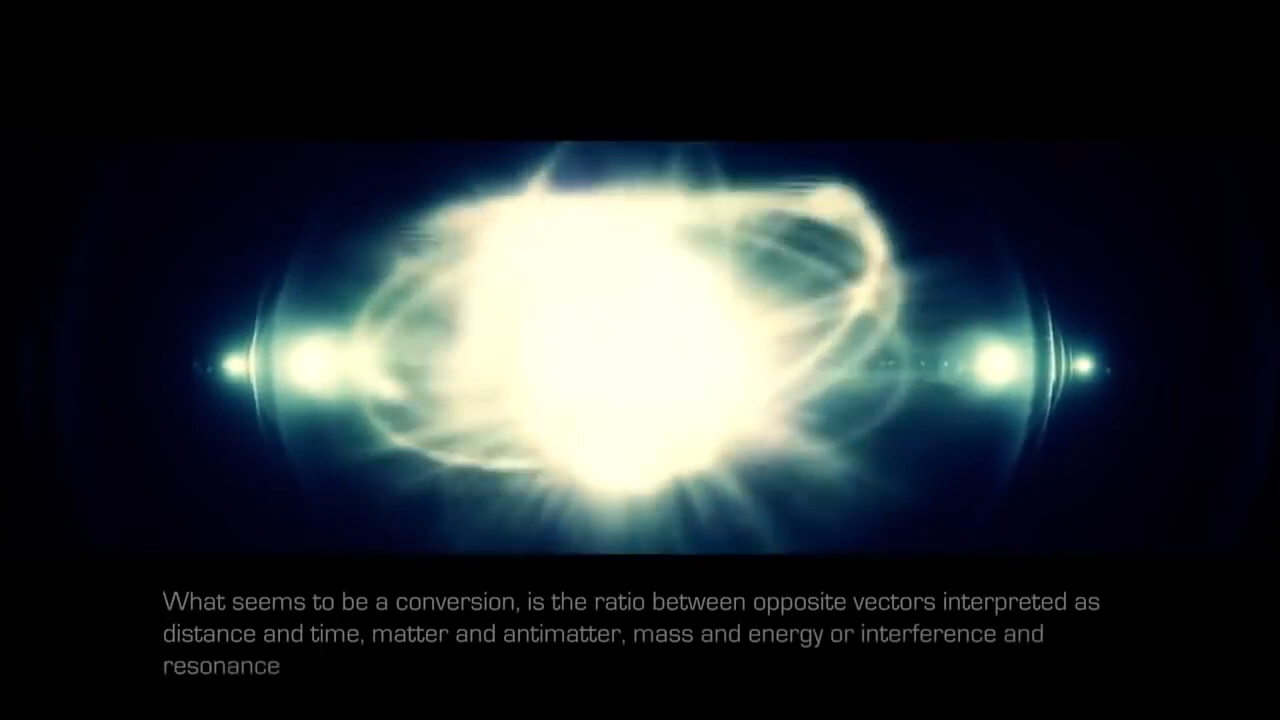 What seems to be a conversion, is the ratio between opposite vectors interpreted as
distance and time, matter and antimatter, mass and energy or interference and
resonance